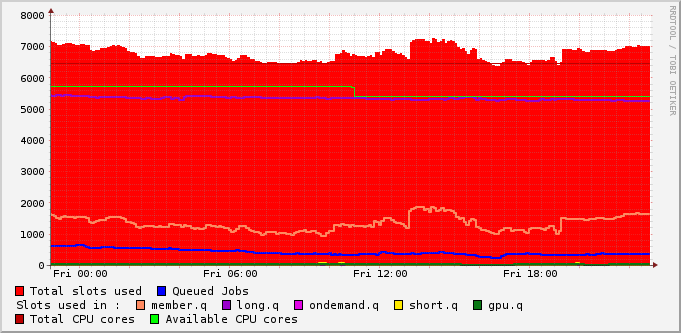 RRDTOOL / TOBI OETIKER
8000
7000
6000
5000
4000
3000
2000
1000
0
Fri 00:00 Fri 06:00 Fri 12:00 Fri 18:00
Total slots used Queued Jobs
Slots used in : member.q long.q ondemand.q short.q gpu.q
Total CPU cores Available CPU cores